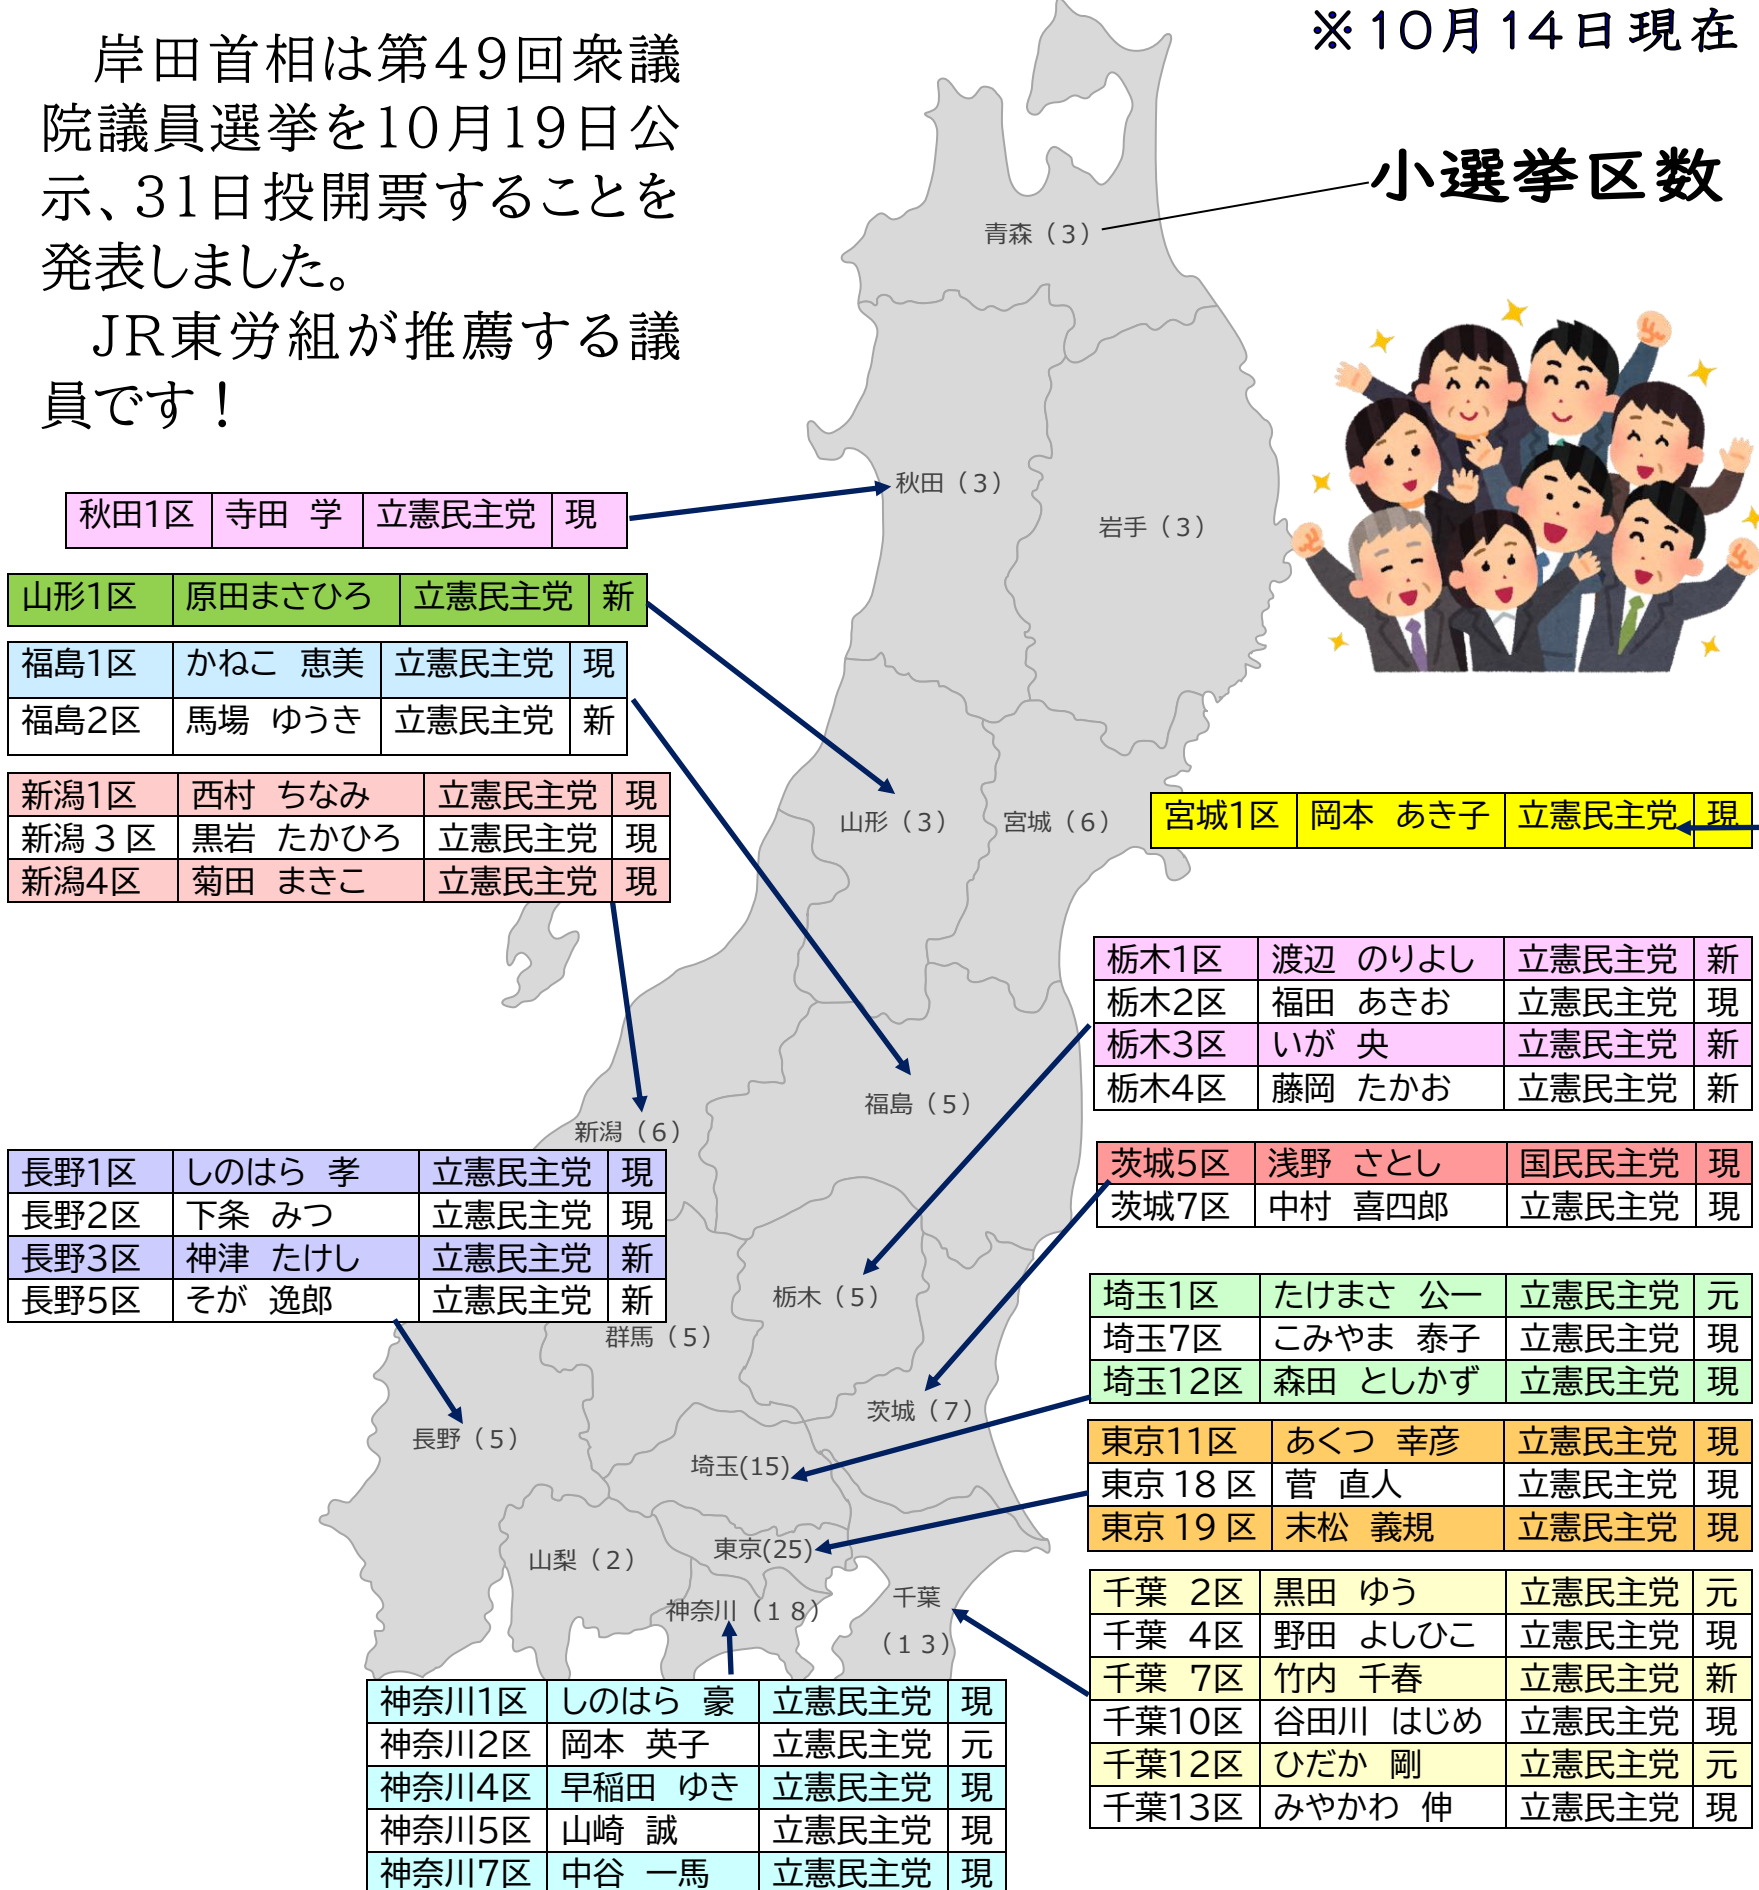 ※10月14日現在
岸田首相は第49回衆議
院議員選挙を10月19日公
示、31日投開票することを
発表しました。
JR東労組が推薦する議
員です！
小選挙区数
青森（3）
秋田（3）
岩手（3）
秋田1区 寺田 学 立憲民主党 現
山形1区 原田まさひろ 立憲民主党 新
福島1区 かねこ 恵美 立憲民主党 現
福島2区 馬場 ゆうき 立憲民主党 新
新潟1区 西村 ちなみ 立憲民主党 現
新潟3区 黒岩 たかひろ 立憲民主党 現
新潟4区 菊田 まきこ 立憲民主党 現
山形（3）
宮城（6）
宮城1区 岡本 あき子 立憲民主党 現
栃木1区 渡辺 のりよし 立憲民主党 新
栃木2区 福田 あきお 立憲民主党 現
栃木3区 いが 央 立憲民主党 新
栃木4区 藤岡 たかお 立憲民主党 新
福島（5）
新潟（6）
長野1区 しのはら 孝 立憲民主党 現
長野2区 下条 みつ 立憲民主党 現
長野3区 神津 たけし 立憲民主党 新
長野5区 そが 逸郎 立憲民主党 新
茨城5区 浅野 さとし 国民民主党 現
茨城7区 中村 喜四郎 立憲民主党 現
栃木（5）
群馬（5）
茨城（7）
長野（5）
埼玉(15)
埼玉1区 たけまさ 公一 立憲民主党 元
埼玉7区 こみやま 泰子 立憲民主党 現
埼玉12区 森田 としかず 立憲民主党 現
東京11区 あくつ 幸彦 立憲民主党 現
東京18区 菅 直人 立憲民主党 現
東京19区 末松 義規 立憲民主党 現
山梨（2）
東京(25)
神奈川（18）
千葉
（13）
千葉 2区 黒田 ゆう 立憲民主党 元
千葉 4区 野田 よしひこ 立憲民主党 現
千葉 7区 竹内 千春 立憲民主党 新
千葉10区 谷田川 はじめ 立憲民主党 現
千葉12区 ひだか 剛 立憲民主党 元
千葉13区 みやかわ 伸 立憲民主党 現
神奈川1区 しのはら 豪 立憲民主党 現
神奈川2区 岡本 英子 立憲民主党 元
神奈川4区 早稲田 ゆき 立憲民主党 現
神奈川5区 山崎 誠 立憲民主党 現
神奈川7区 中谷 一馬 立憲民主党 現